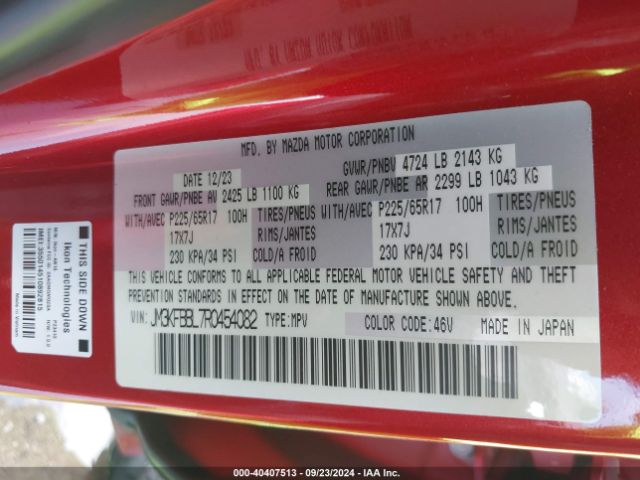 MFD. BY MAZDA MOTOR CORPORATION
DATE 12/23
GVWR/PNBV 4724 LB 2143 KG
FRONT GAWR/PNBE AV 2425 LB 1100 KG
REAR GAWR/PNBE AR 2299 LB 1043 KG
WITH/AVEC P225/65R17 100H TIRES/PNEUS WITH/AVEC P225/65R17 100H TIRES/PNEUS
17X7J RIMS/JANTES 17X7J RIMS/JANTES
230 KPA/34 PSI COLD/A FROID 230 KPA/34 PSI COLD/A FROID
THIS VEHICLE CONFORMS TO ALL APPLICABLE FEDERAL MOTOR VEHICLE SAFETY AND THEFT
PREVENTION STANDARDS IN EFFECT ON THE DATE OF MANUFACTURE SHOWN ABOVE.
VIN: JM3KFBBL7R0454082 TYPE:MPV COLOR CODE:46V MADE IN JAPAN
THIS SIDE DOWN
Ikon Technologies
Made in Vietnam
000-40407513 - 09/23/2024 - IAA Inc.